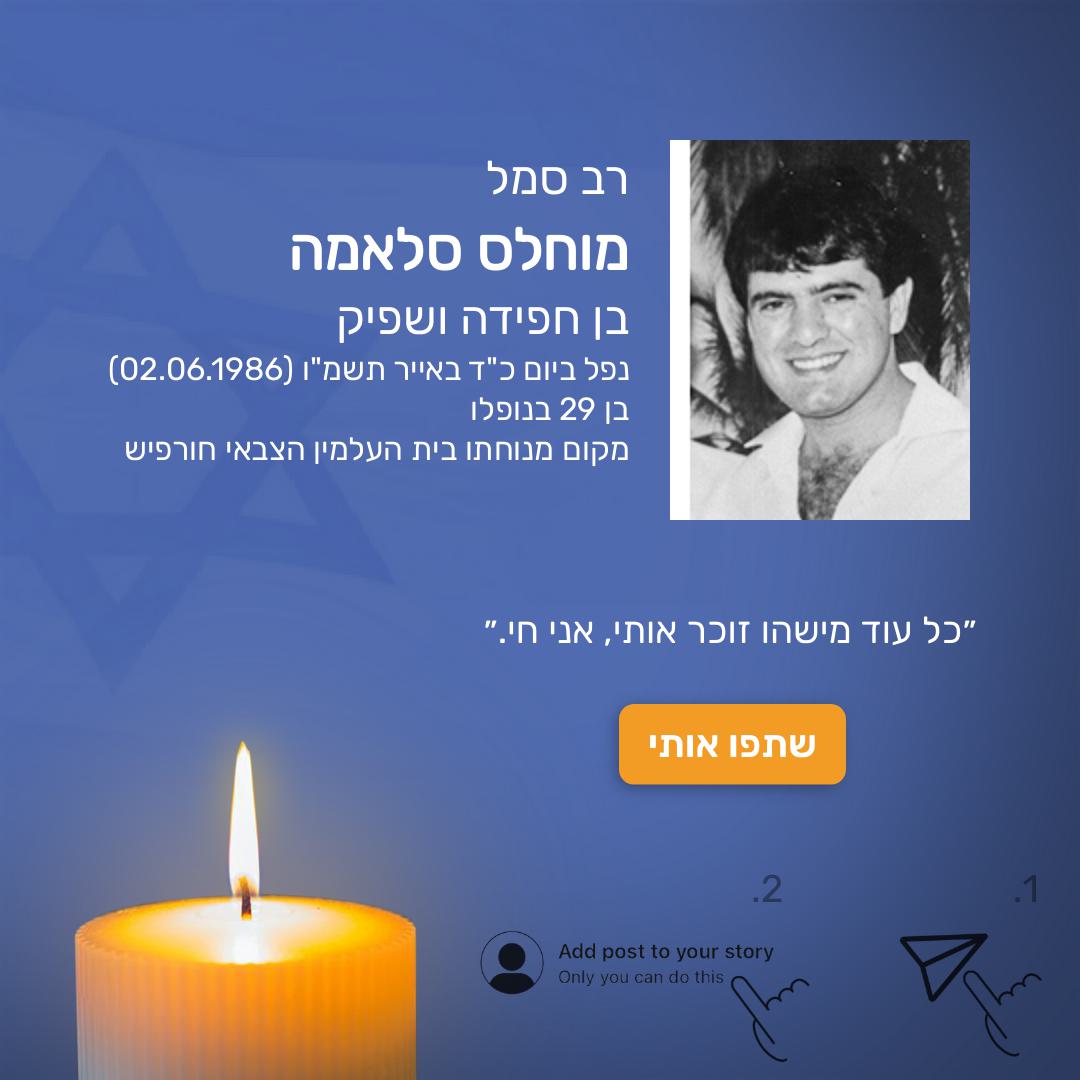 רב סמל
מוחלס סלאמה
בן חפידה ושפיק
נפל ביום כ"ד באייר תשמ"ו (02.06.1986)
בן 29 בנופלו
מקום מנוחתו בית העלמין הצבאי חורפיש
״כל עוד מישהו זוכר אותי, אני חי.״
שתפו אותי
.1
.2
Add post to your story
Only you can do this